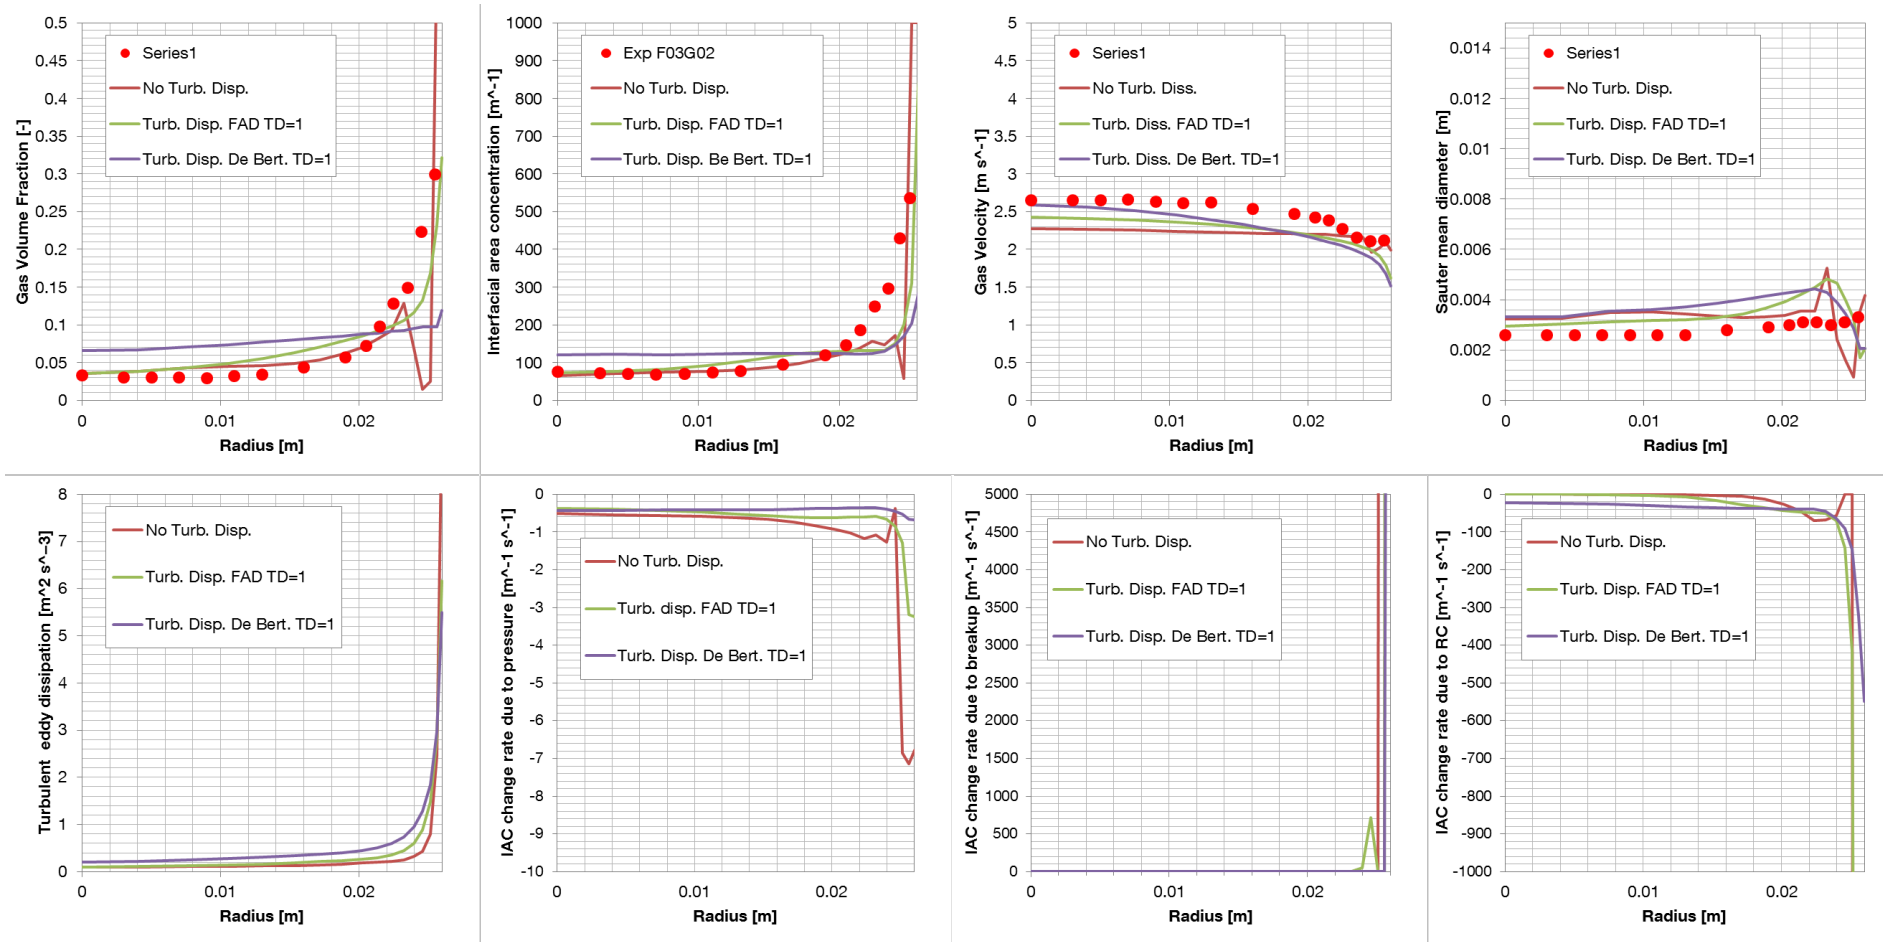 Gas Volume Fraction [-]
0.5
0.45
0.4
0.35
0.3
0.25
0.2
0.15
0.1
0.05
0
Series1
No Turb. Disp.
Turb. Disp. FAD TD=1
Turb. Disp. De Bert. TD=1
0 0.01 0.02
Radius [m]
Interfacial area concentration [m^-1]
1000
900
800
700
600
500
400
300
200
100
0
Exp F03G02
No Turb. Disp.
Turb. Disp. FAD TD=1
Turb. Disp. Be Bert. TD=1
0 0.01 0.02
Radius [m]
Gas Velocity [m s^-1]
5
4.5
4
3.5
3
2.5
2
1.5
1
0.5
0
Series1
No Turb. Diss.
Turb. Diss. FAD TD=1
Turb. Diss. De Bert. TD=1
0 0.01 0.02
Radius [m]
Sauter mean diameter [m]
0.014
0.012
0.01
0.008
0.006
0.004
0.002
0
Series1
No Turb. Disp.
Turb. Disp. FAD TD=1
Turb. Disp. De Bert. TD=1
0 0.01 0.02
Radius [m]
Turbulent eddy dissipation [m^2 s^−3]
8
7
6
5
4
3
2
1
0
No Turb. Disp.
Turb. Disp. FAD TD=1
Turb. Disp. De Bert. TD=1
0 0.01 0.02
Radius [m]
IAC change rate due to pressure [m^-1 s^-1]
0
-1
-2
-3
-4
-5
-6
-7
-8
-9
-10
No Turb. Disp.
Turb. disp. FAD TD=1
Turb. Disp. De Bert. TD=1
0 0.01 0.02
Radius [m]
IAC change rate due to breakup [m^-1 s^-1]
5000
4500
4000
3500
3000
2500
2000
1500
1000
500
0
No Turb. Disp.
Turb. Disp. FAD TD=1
Turb. Disp. De Bert. TD=1
0 0.01 0.02
Radius [m]
IAC change rate due to RC [m^-1 s^-1]
0
-100
-200
-300
-400
-500
-600
-700
-800
-900
-1000
No Turb. Disp.
Turb. Disp. FAD TD=1
Turb. Disp. De Bert. TD=1
0 0.01 0.02
Radius [m]